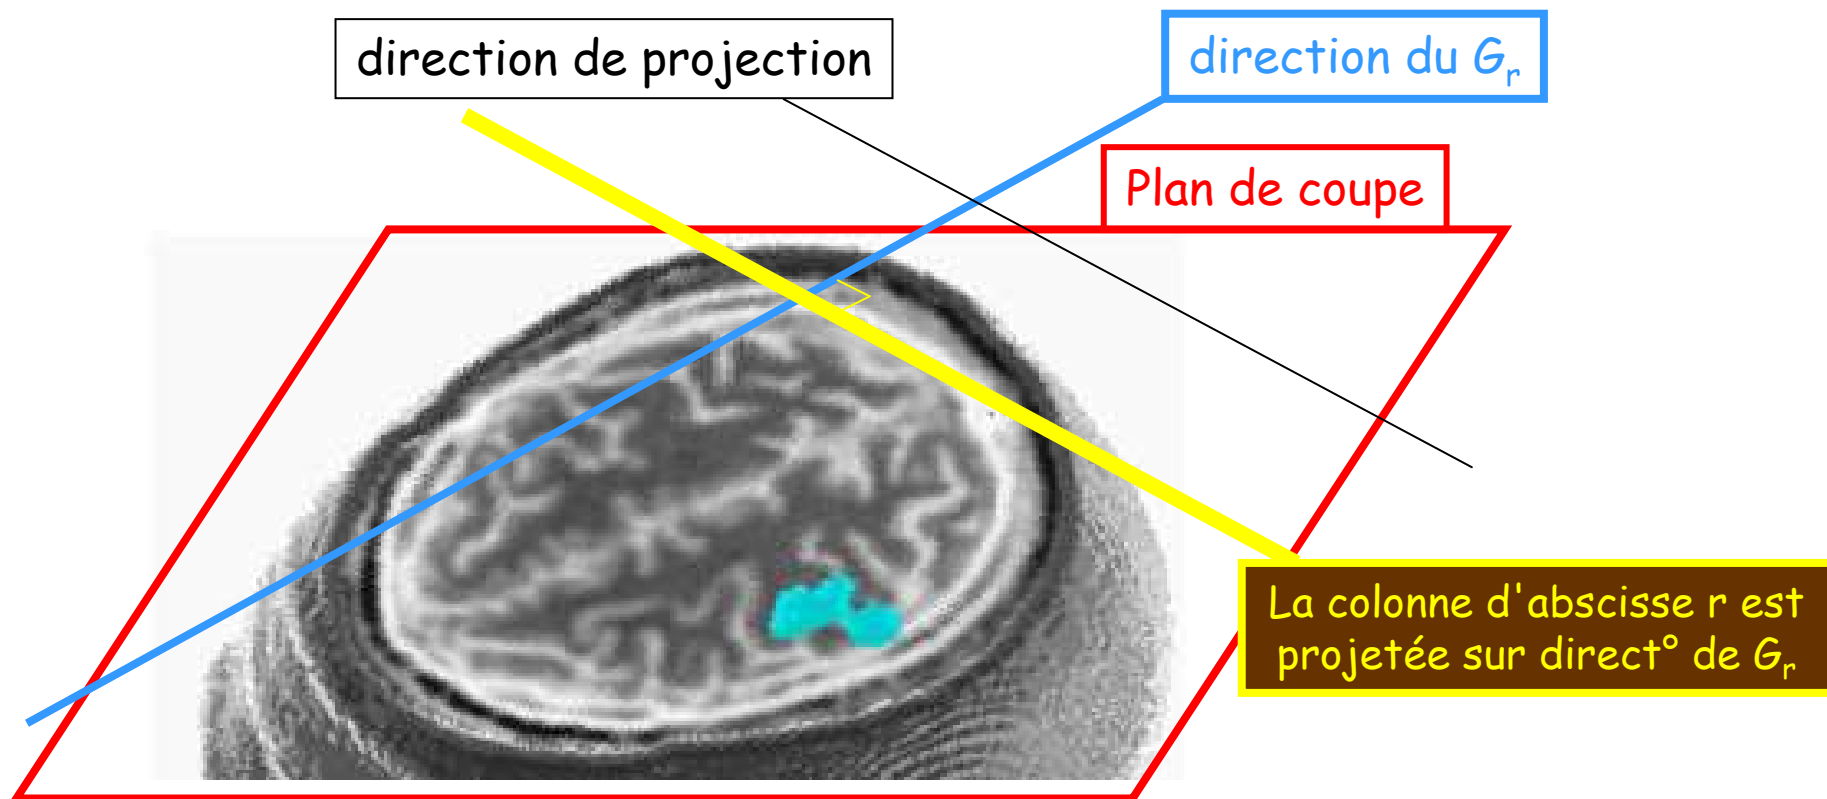 direction de projection
direction du Gr
Plan de coupe
La colonne d'abscisse r est
projetée sur direct° de Gr